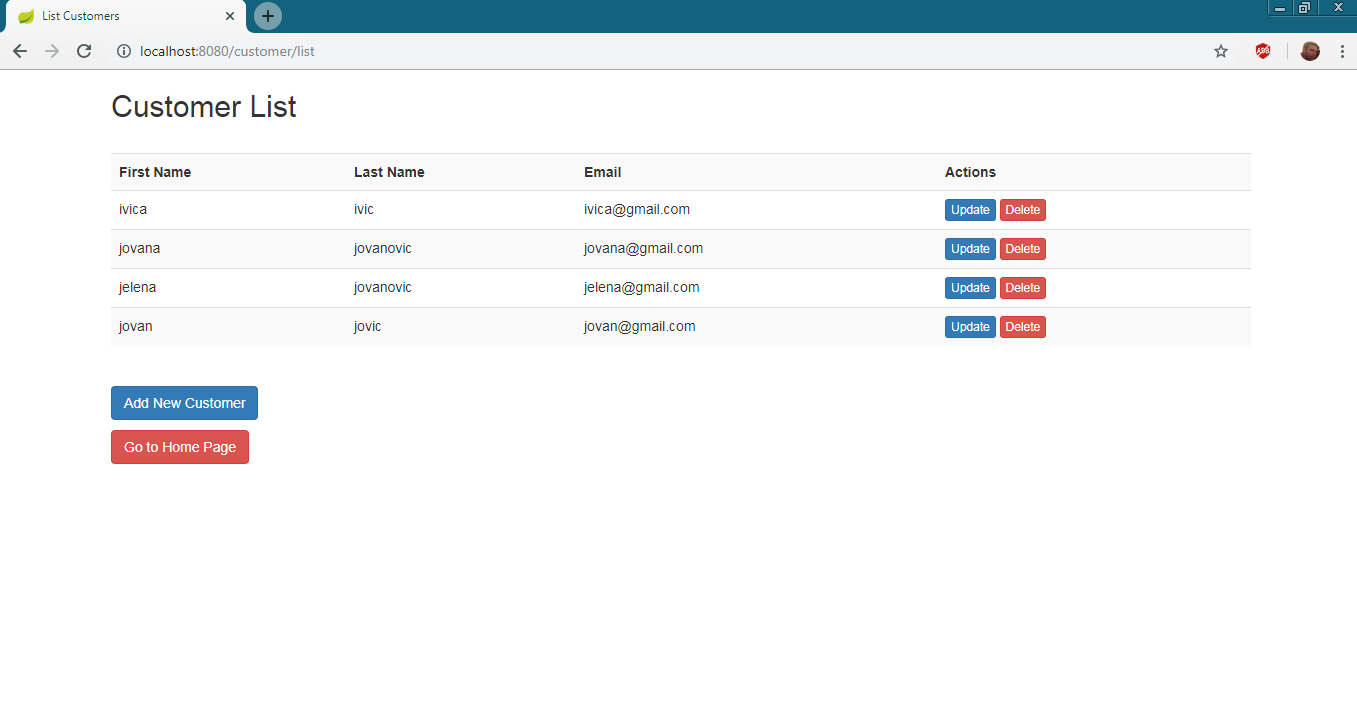 List Customers
localhost:8080/customer/list
ABP
Customer List
First Name Last Name Email Actions
ivica ivic ivica@gmail.com Update Delete
jovana jovanovic jovana@gmail.com Update Delete
jelena jovanovic jelena@gmail.com Update Delete
jovan jovic jovan@gmail.com Update Delete
Add New Customer
Go to Home Page